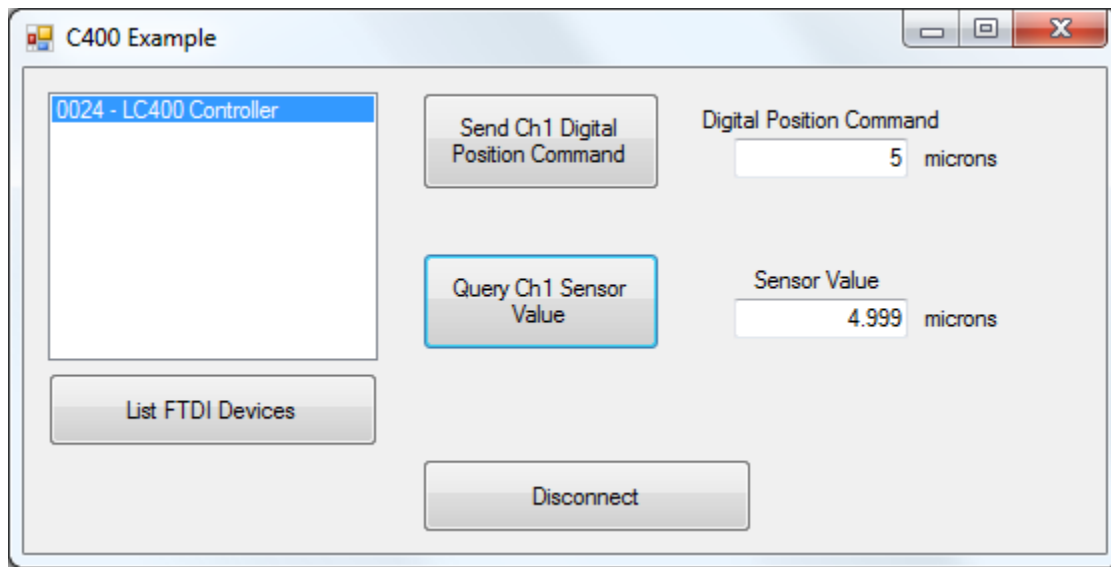 C400 Example
0024 - LC400 Controller
List FTDI Devices
Send Ch1 Digital
Position Command
Digital Position Command
5 microns
Query Ch1 Sensor
Value
Sensor Value
4.999 microns
Disconnect